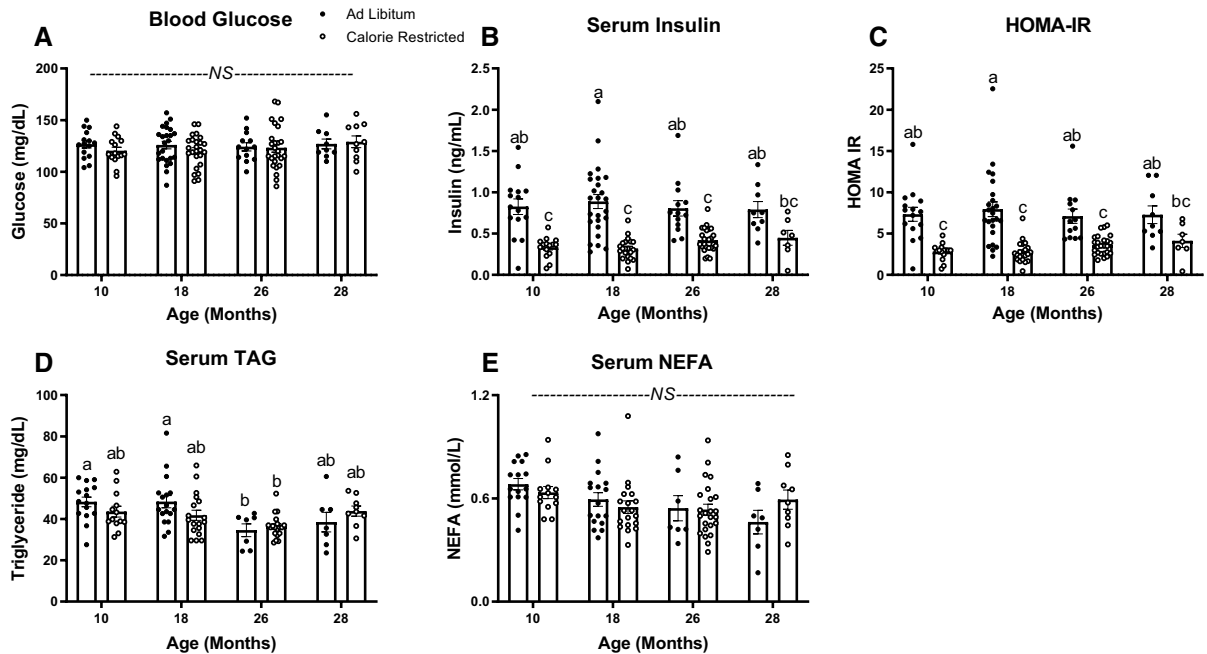 Blood Glucose
Ad Libitum
Calorie Restricted
A
Glucose (mg/dL)
200
150
100
50
0
NS
10 18 26 28
Age (Months)
B
Serum Insulin
Insulin (ng/mL)
2.5
2.0
1.5
1.0
0.5
0.0
ab c a c ab c ab bc
10 18 26 28
Age (Months)
C
HOMA-IR
HOMA IR
25
20
15
10
5
0
ab c a c ab c ab bc
10 18 26 28
Age (Months)
D
Serum TAG
Triglyceride (mg/dL)
100
80
60
40
20
0
a ab a ab b b ab ab
10 18 26 28
Age (Months)
E
Serum NEFA
NEFA (mmol/L)
1.2
0.6
0.0
NS
10 18 26 28
Age (Months)